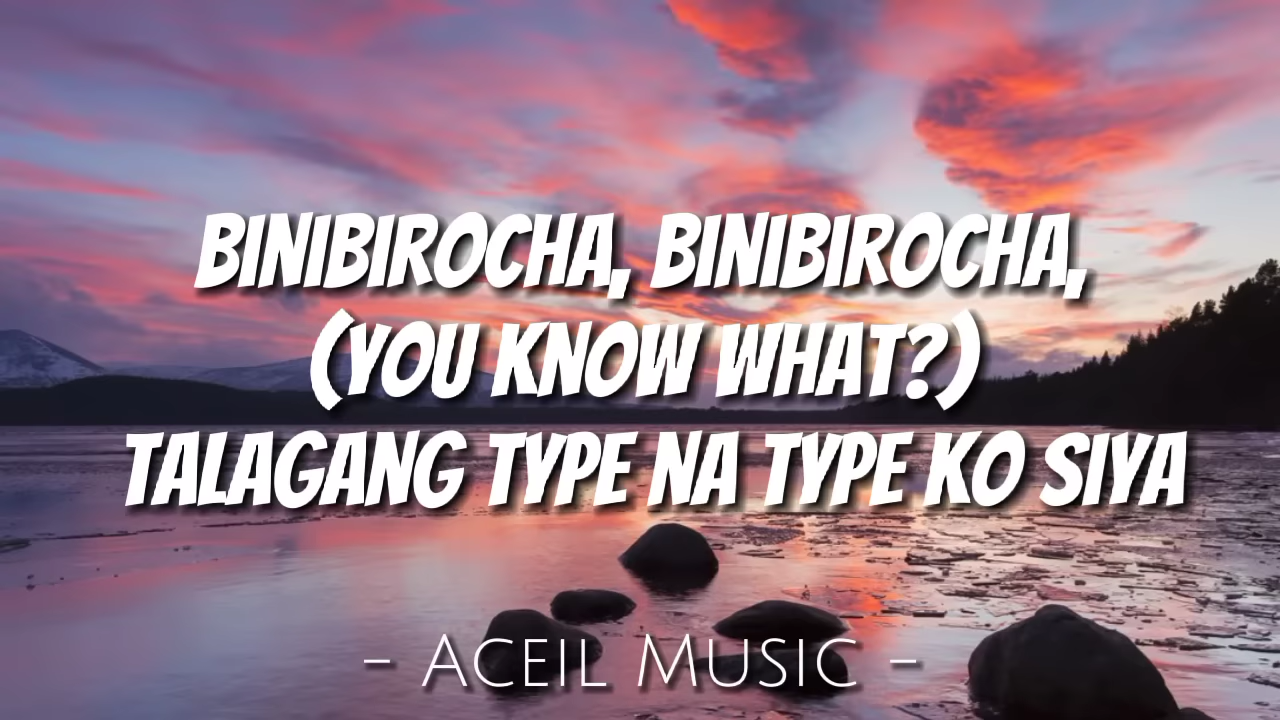 BINIBIROCHA, BINIBIROCHA,
(YOU KNOW WHAT?)
TALAGANG TYPE NA TYPE KO SIYA
- ACEIL MUSIC -